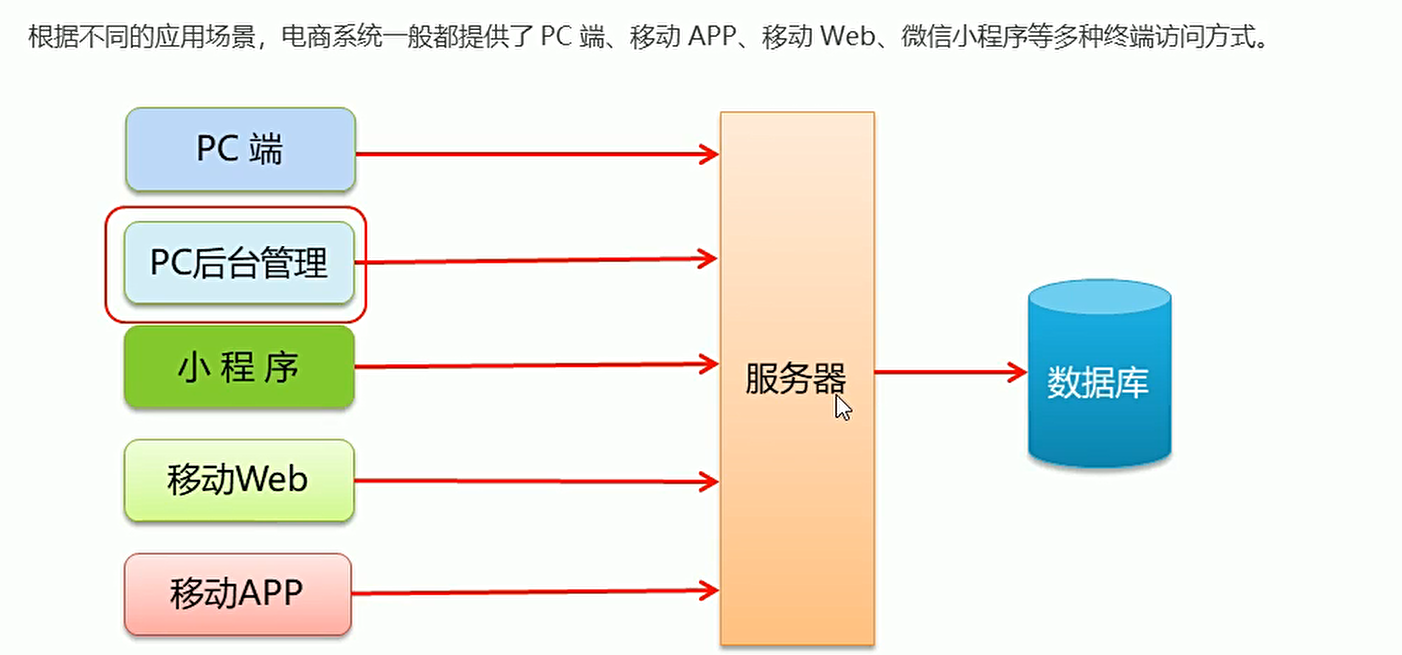 根据不同的应用场景，电商系统一般都提供了 PC 端、移动 APP、移动 Web、微信小程序等多种终端访问方式。
PC 端
PC后台管理
小 程 序
移动Web
移动APP
服务器
数据库